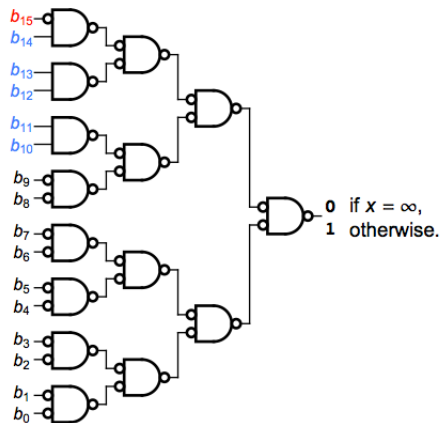 b15
b14
b13
b12
b11
b10
b9
b8
b7
b6
b5
b4
b3
b2
b1
b0
0 if x = ∞,
1 otherwise.